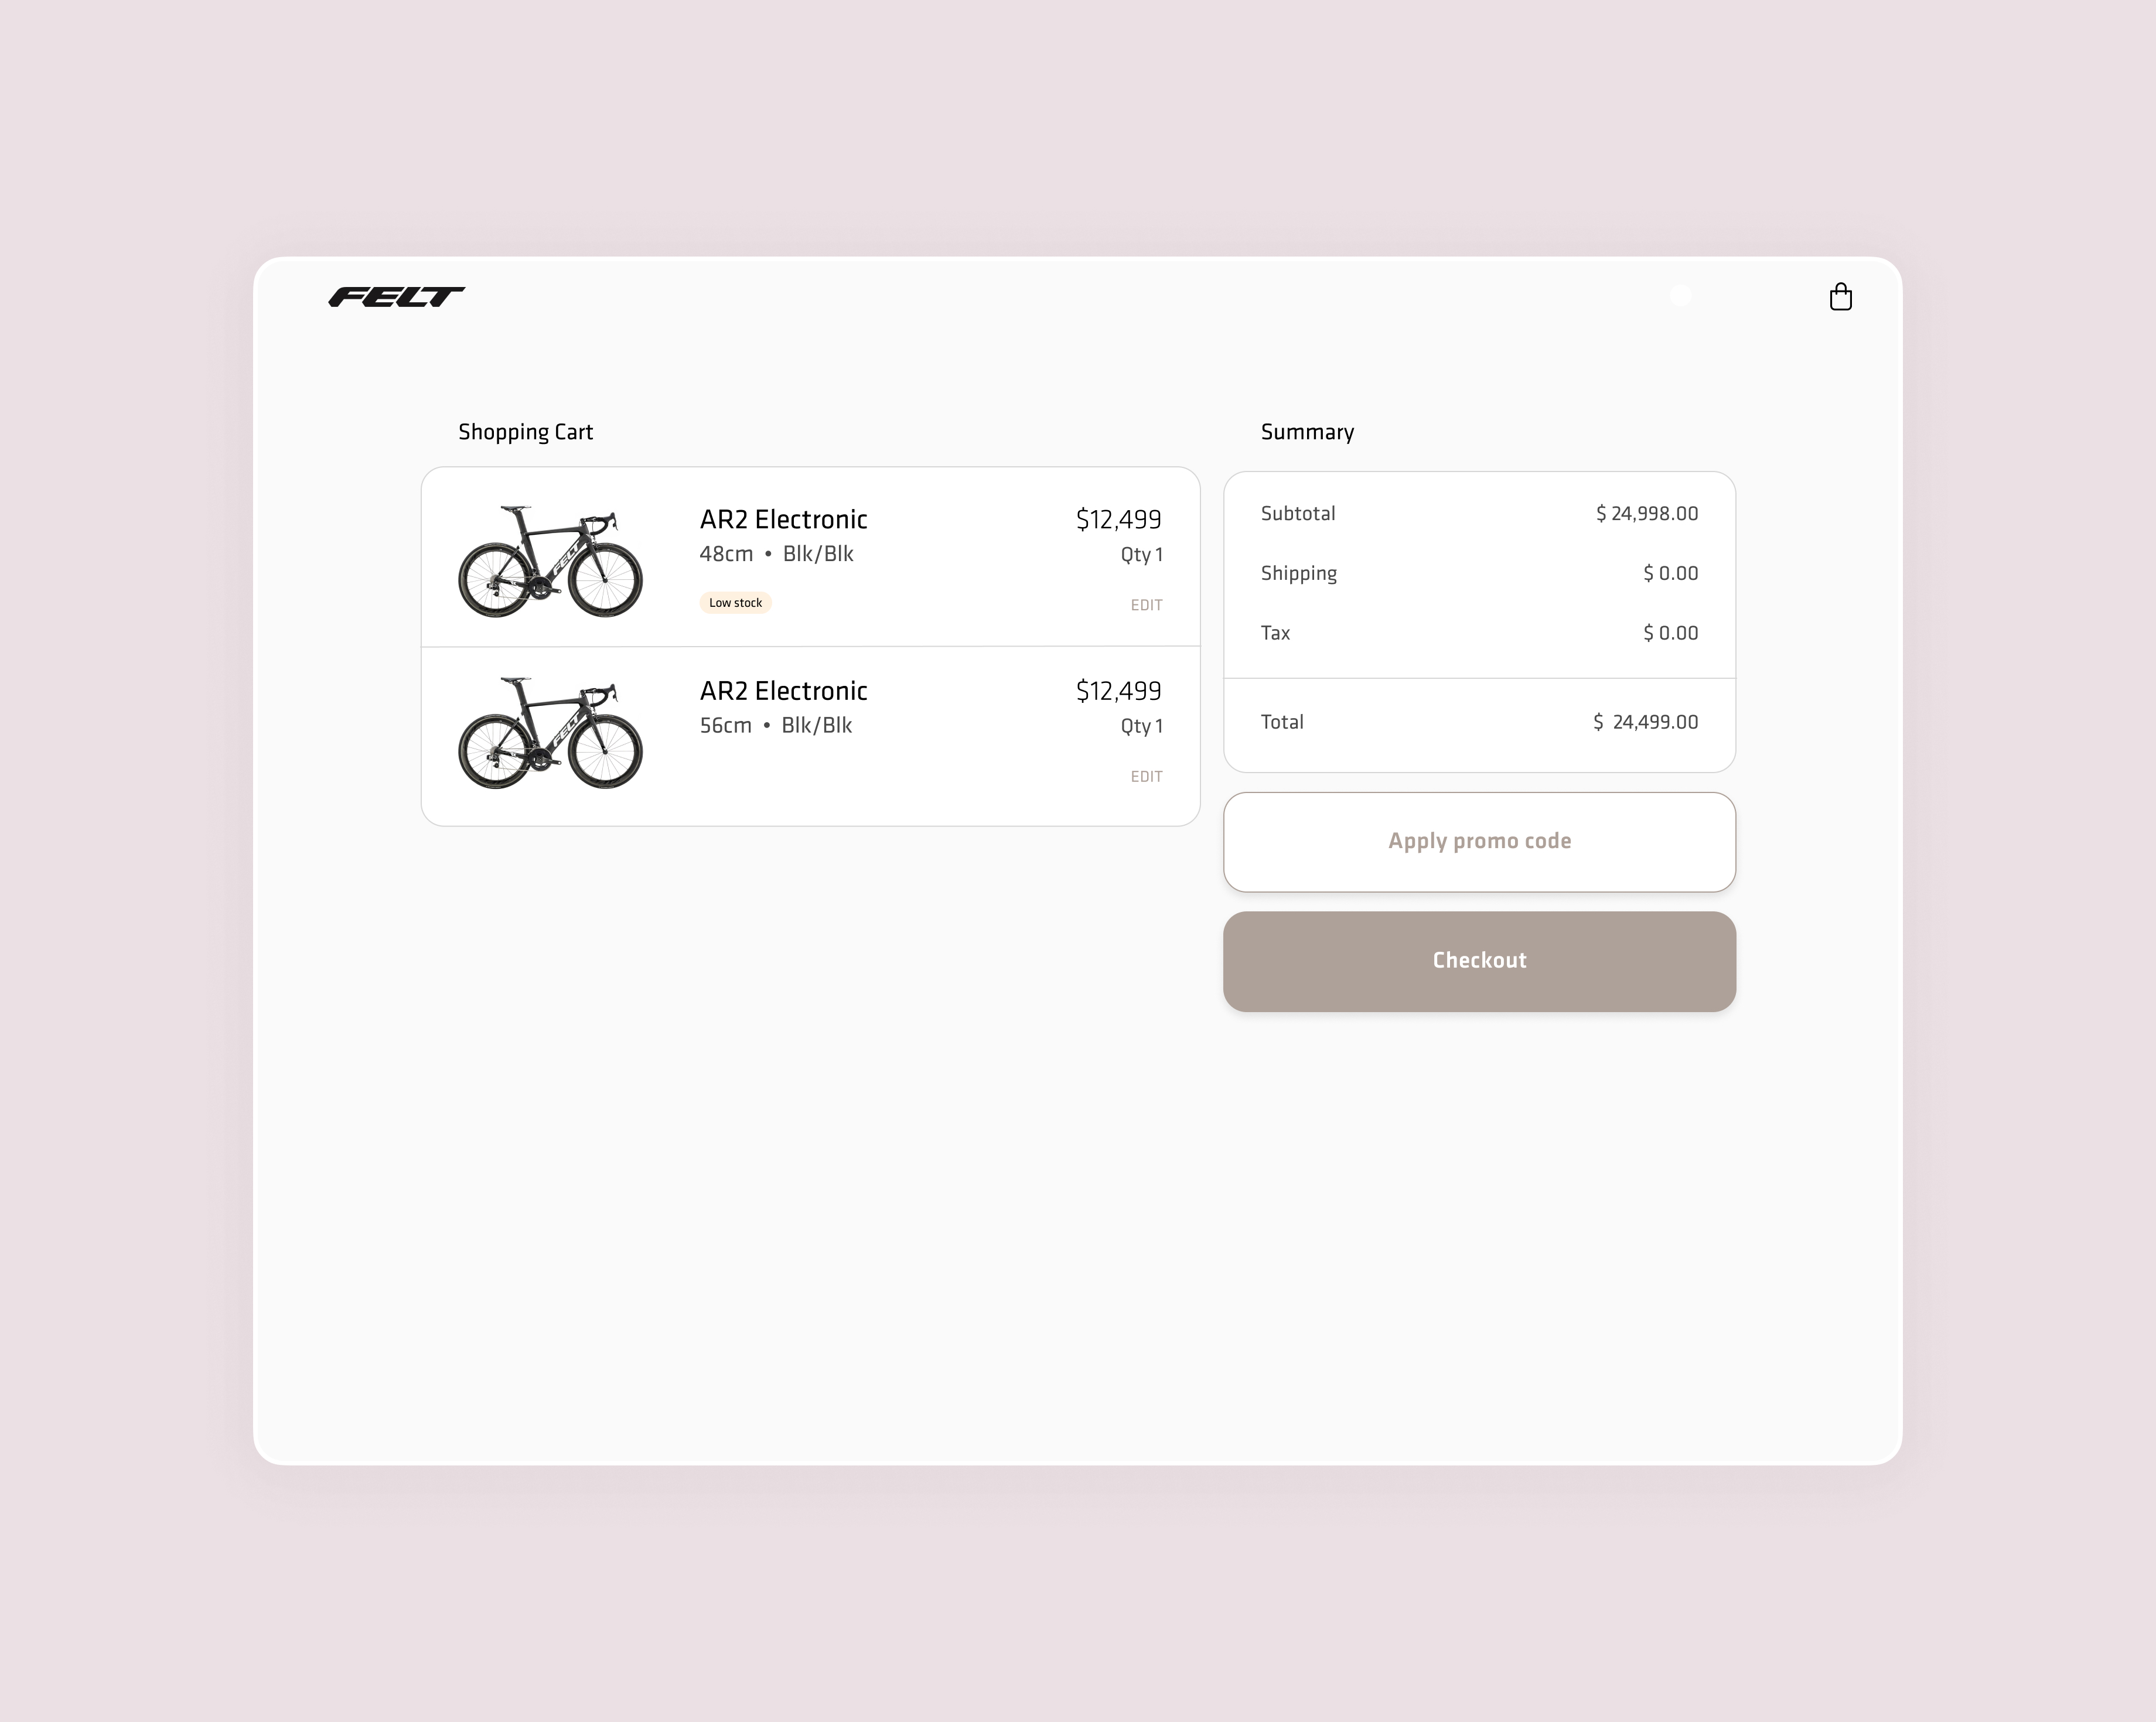 FELT
Shopping Cart
AR2 Electronic
$12,499
48cm • Blk/Blk
Qty 1
Low stock
EDIT
FELT
AR2 Electronic
$12,499
56cm • Blk/Blk
Qty 1
EDIT
FELT
Summary
Subtotal
$ 24,998.00
Shipping
$ 0.00
Tax
$ 0.00
Total
$ 24,499.00
Apply promo code
Checkout